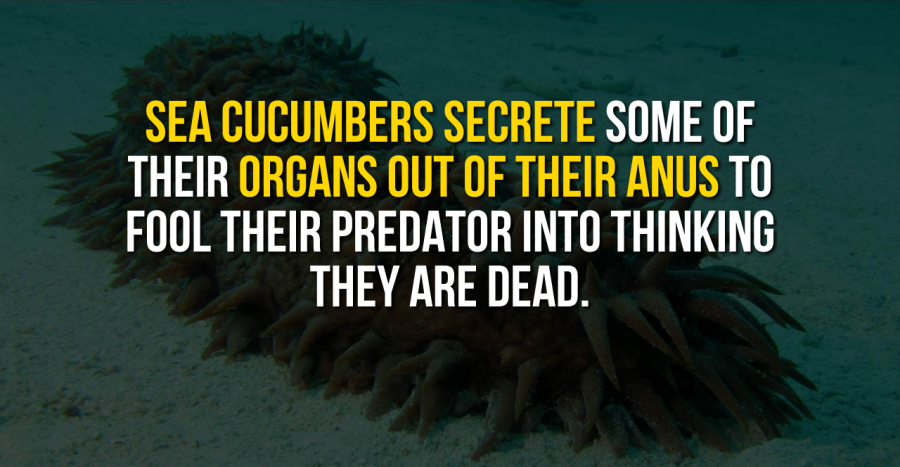 SEA CUCUMBERS SECRETE SOME OF
THEIR ORGANS OUT OF THEIR ANUS TO
FOOL THEIR PREDATOR INTO THINKING
THEY ARE DEAD.